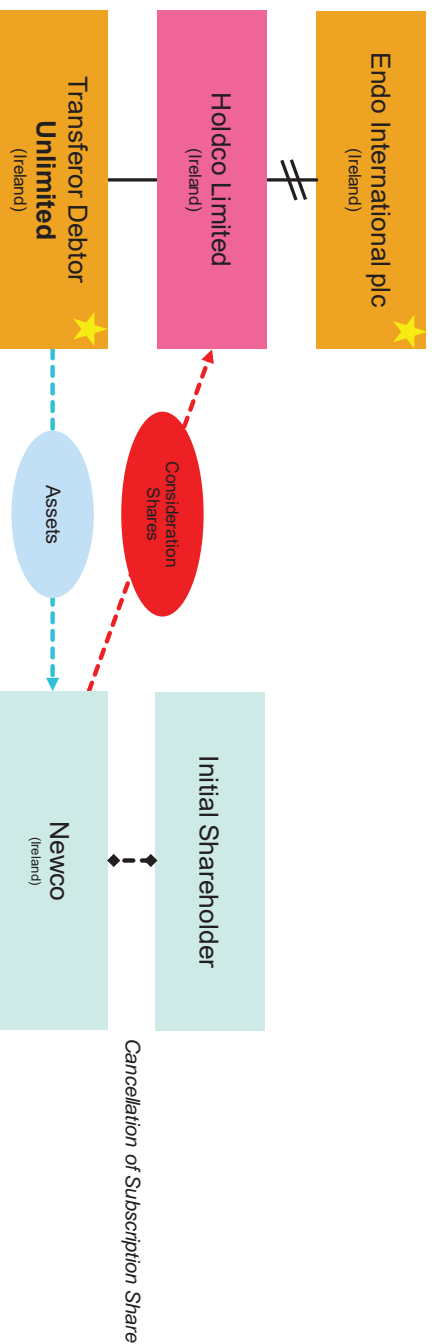 Endo International plc
(Ireland)
Holdco Limited
(Ireland)
Initial Shareholder
Consideration
Shares
Cancellation of Subscription Share
Transferor Debtor
Unlimited
(Ireland)
Assets
Newco
(Ireland)